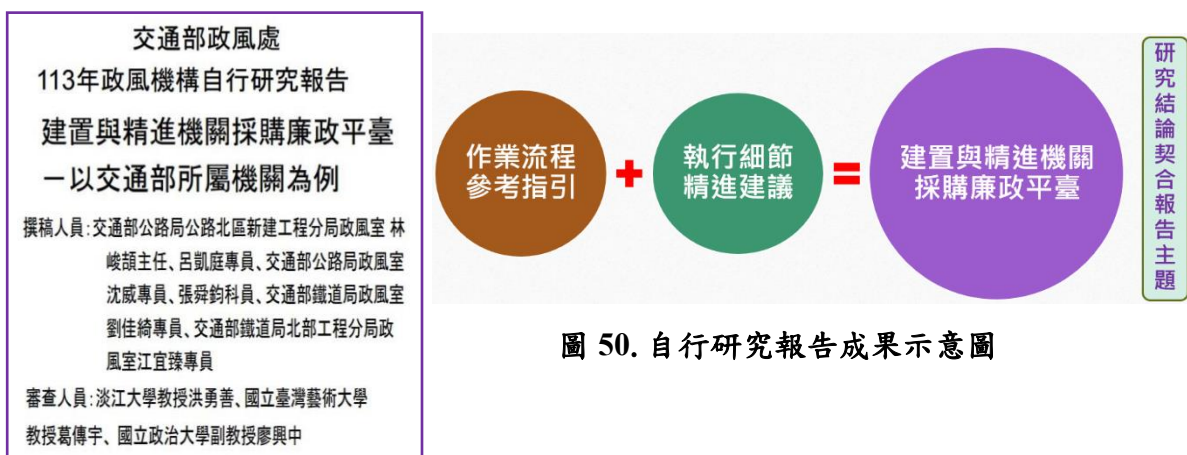 交通部政風處
113年政風機構自行研究報告
建置與精進機關採購廉政平臺
－以交通部所屬機關為例
撰稿人員:交通部公路局公路北區新建工程分局政風室 林
峻頡主任、呂凱庭專員、交通部公路局政風室
沈威專員、張舜鈞科員、交通部鐵道局政風室
劉佳綺專員、交通部鐵道局北部工程分局政
風室江宜臻專員
審查人員:淡江大學教授洪勇善、國立臺灣藝術大學
教授葛傳宇、國立政治大學副教授廖興中
作業流程
參考指引
+
執行細節
精進建議
=
建置與精進機關
採購廉政平臺
研究結論契合報告主題
圖 50. 自行研究報告成果示意圖